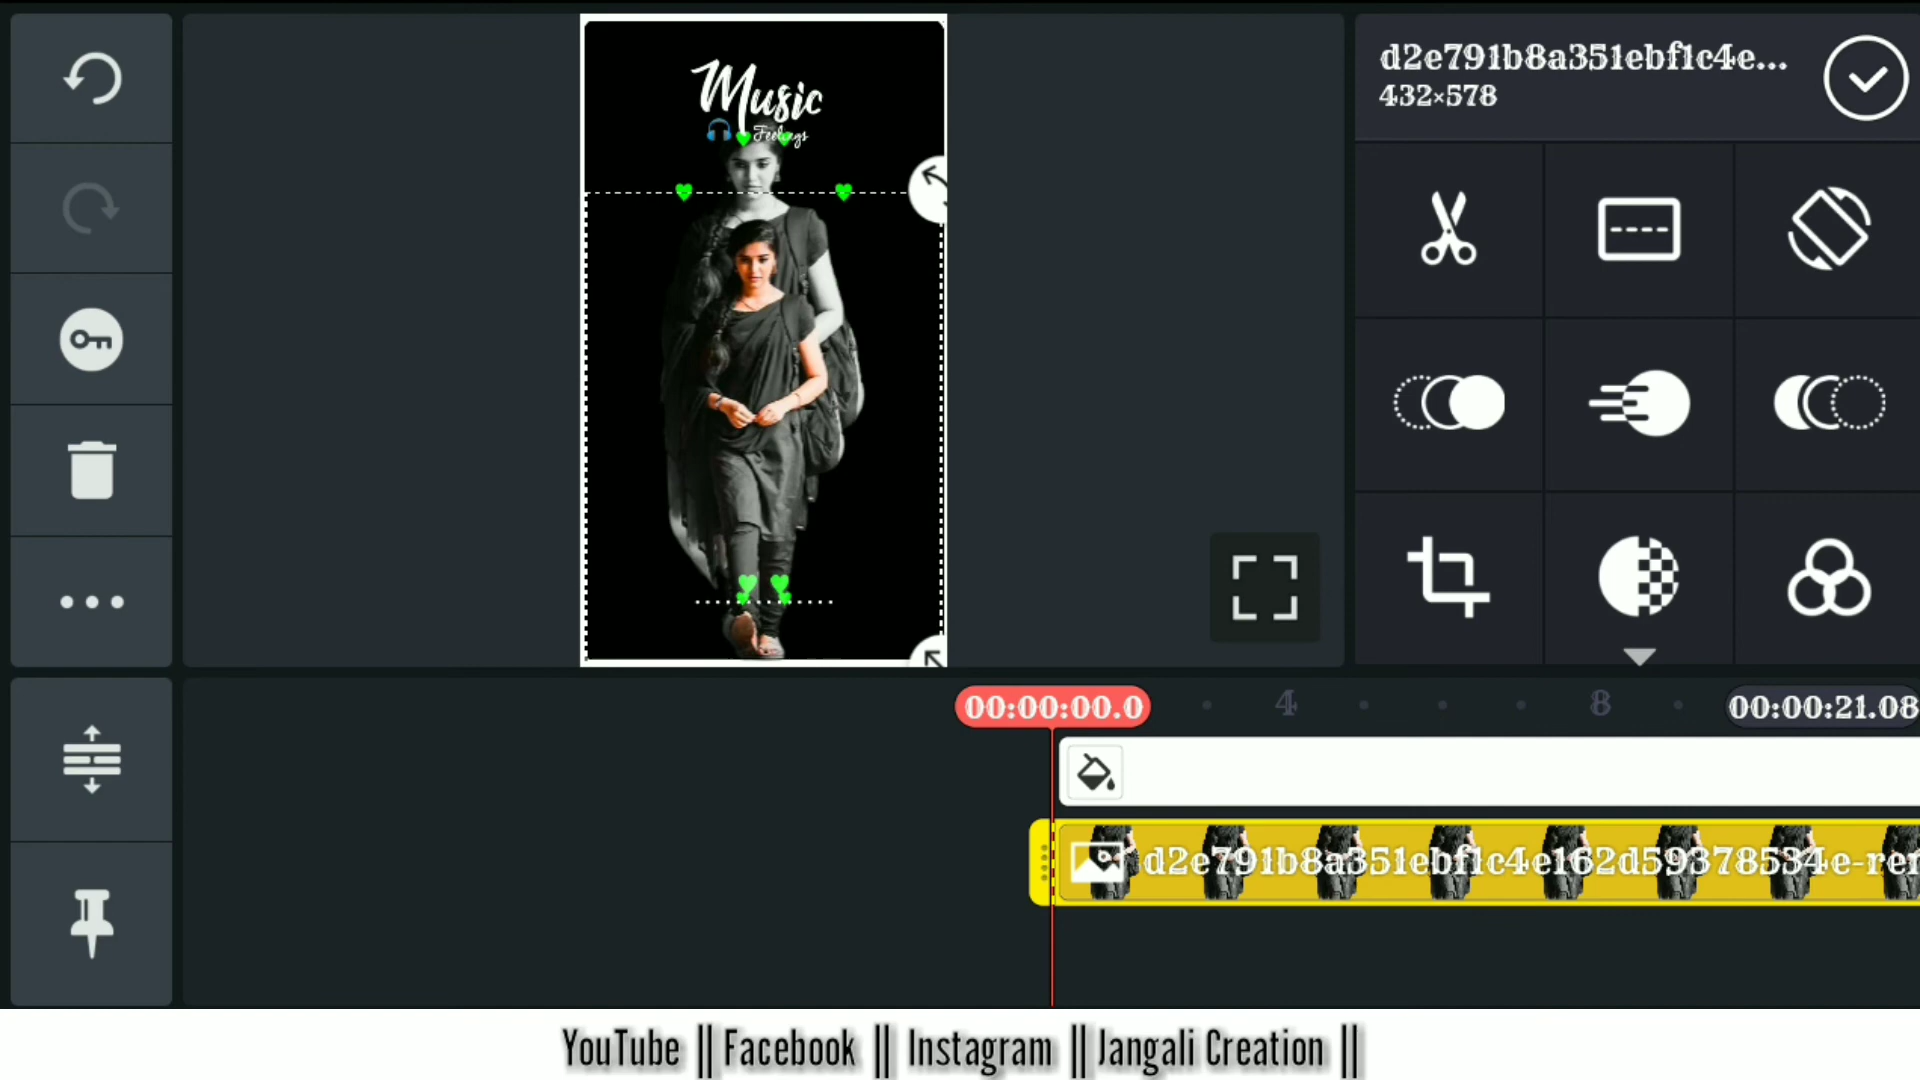 d2e791b8a351ebf1c4e...
432×578
Music
Feelings
00:00:00.0
4
8
00:00:21.08
d2e791b8a351ebf1c4e162d59378534e-rer
YouTube || Facebook || Instagram || Jangali Creation ||